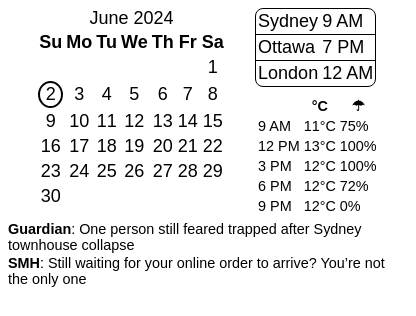 June 2024
Su Mo Tu We Th Fr Sa
1
2 3 4 5 6 7 8
9 10 11 12 13 14 15
16 17 18 19 20 21 22
23 24 25 26 27 28 29
30
Sydney 9 AM
Ottawa 7 PM
London 12 AM
°C ☂
9 AM 11°C 75%
12 PM 13°C 100%
3 PM 12°C 100%
6 PM 12°C 72%
9 PM 12°C 0%
Guardian: One person still feared trapped after Sydney
townhouse collapse
SMH: Still waiting for your online order to arrive? You’re not
the only one